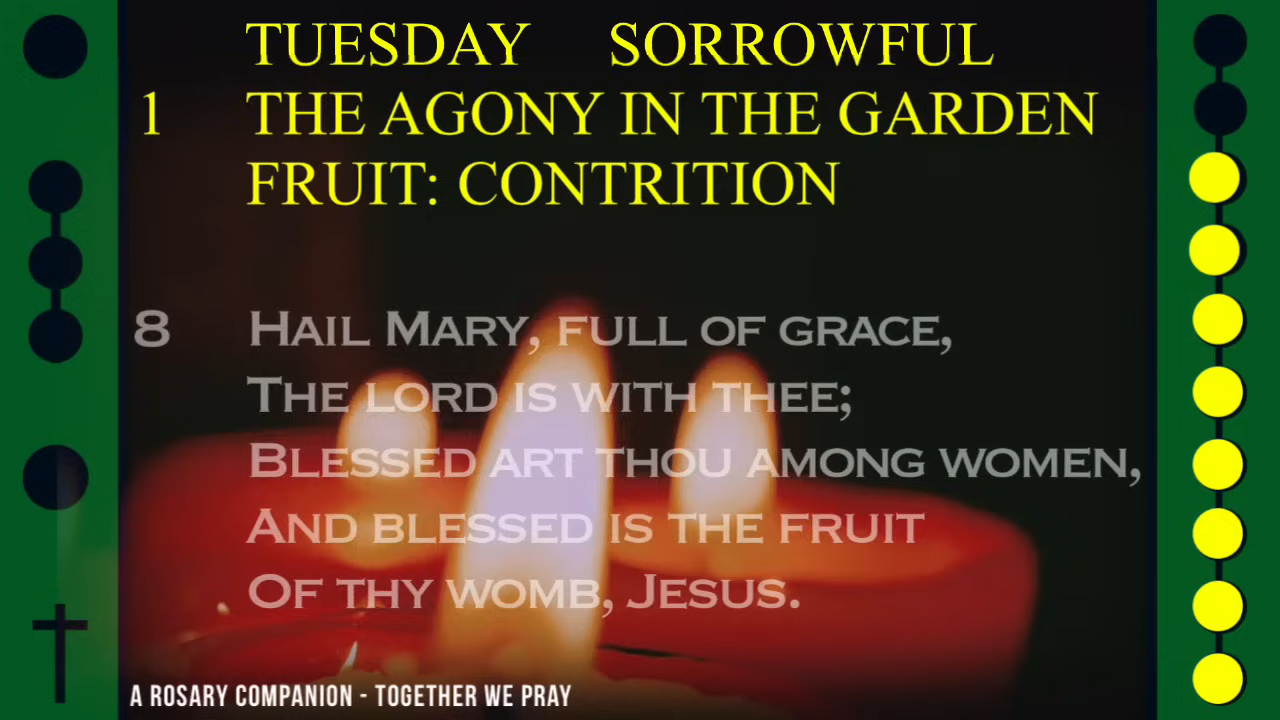 TUESDAY SORROWFUL
1 THE AGONY IN THE GARDEN
FRUIT: CONTRITION
8 HAIL MARY, FULL OF GRACE,
THE LORD IS WITH THEE;
BLESSED ART THOU AMONG WOMEN,
AND BLESSED IS THE FRUIT
OF THY WOMB, JESUS.
A ROSARY COMPANION - TOGETHER WE PRAY